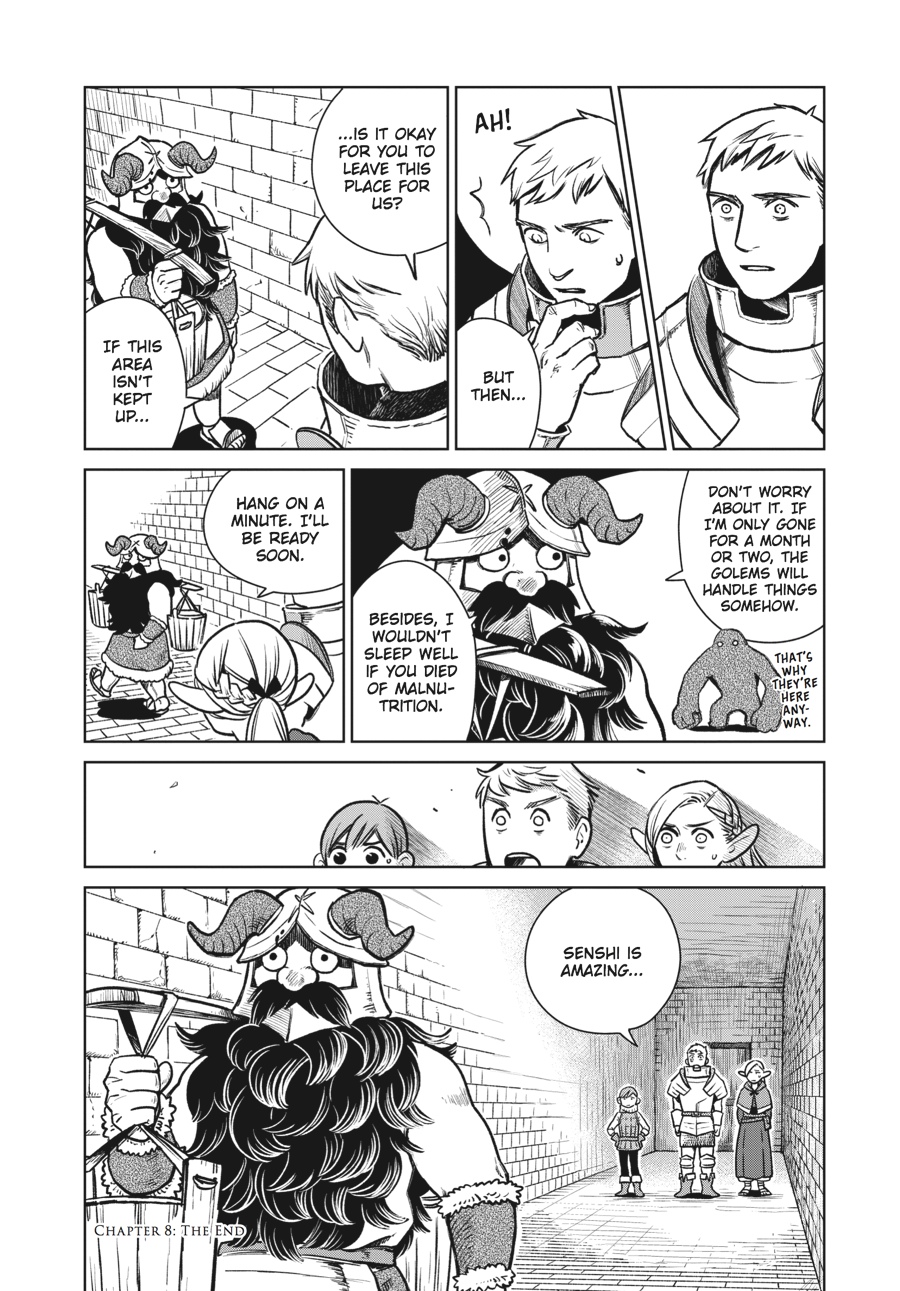 AH!
BUT
THEN...
...IS IT OKAY
FOR YOU TO
LEAVE THIS
PLACE FOR
US?
IF THIS
AREA
ISN'T
KEPT
UP...
DON'T WORRY
ABOUT IT. IF
I'M ONLY GONE
FOR A MONTH
OR TWO, THE
GOLEMS WILL
HANDLE THINGS
SOMEHOW.
THAT'S
WHY
THEY'RE
HERE
ANY-
WAY.
BESIDES, I
WOULDN'T
SLEEP WELL
IF YOU DIED
OF MALNU-
TRITION.
HANG ON A
MINUTE. I'LL
BE READY
SOON.
SENSHI IS
AMAZING...
CHAPTER 8: THE END